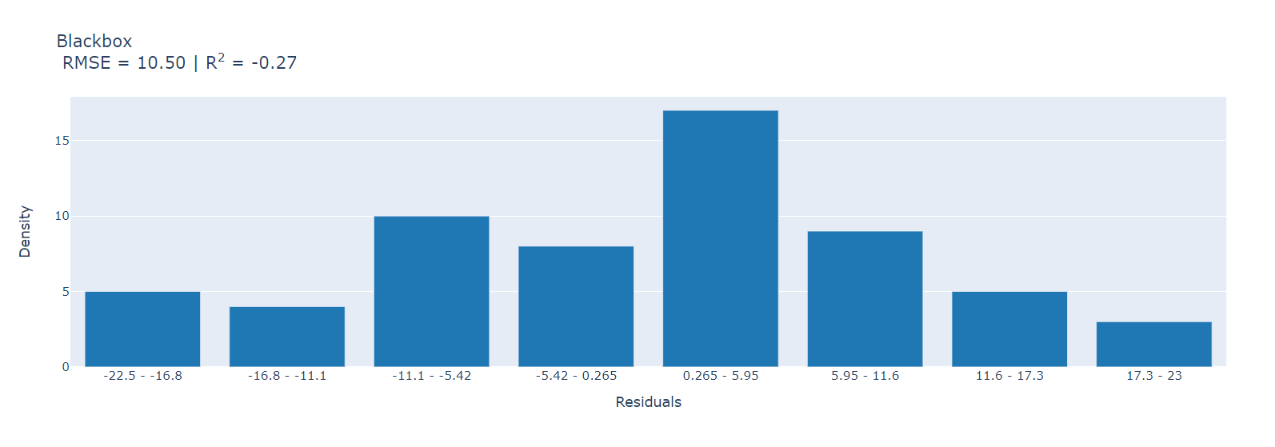 Blackbox
RMSE = 10.50 | R² = -0.27
15
10
5
0
Density
-22.5 - -16.8
-16.8 - -11.1
-11.1 - -5.42
-5.42 - 0.265
0.265 - 5.95
5.95 - 11.6
11.6 - 17.3
17.3 - 23
Residuals